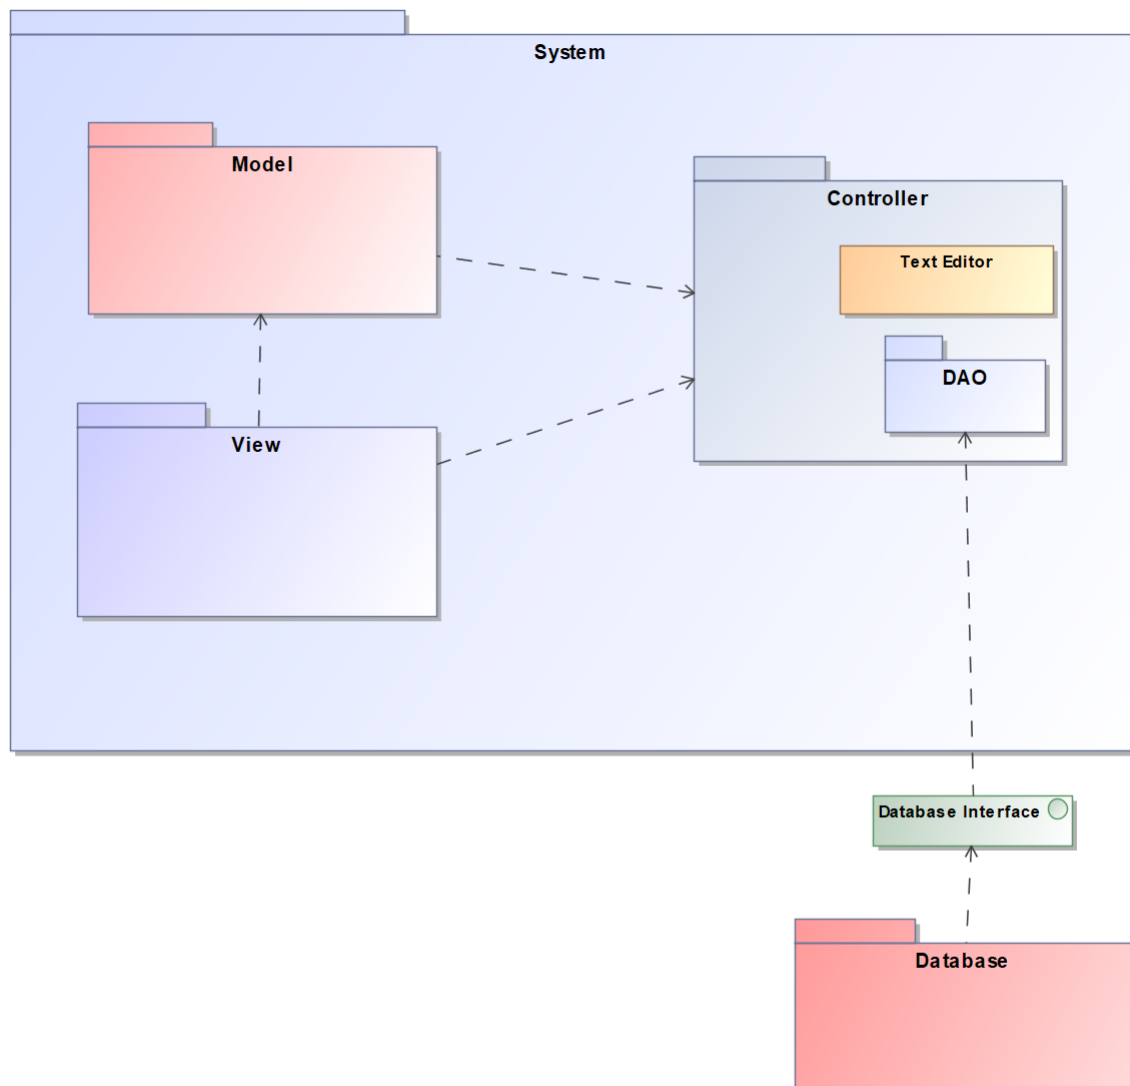 System
Model
Controller
Text Editor
DAO
View
Database Interface
Database